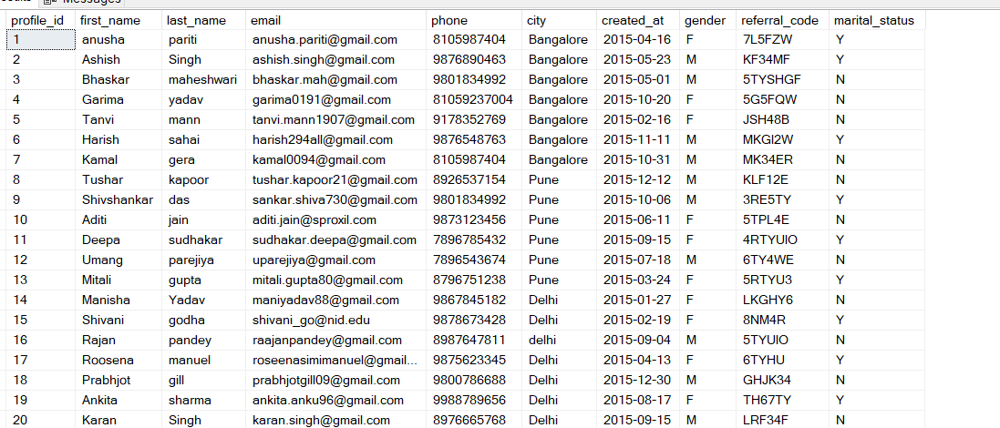 Messages
profile_id first_name last_name email phone city created_at gender referral_code marital_status
1 anusha pariti anusha.pariti@gmail.com 8105987404 Bangalore 2015-04-16 F 7L5FZW Y
2 Ashish Singh ashish.singh@gmail.com 9876890463 Bangalore 2015-05-23 M KF34MF Y
3 Bhaskar maheshwari bhaskar.mah@gmail.com 9801834992 Bangalore 2015-05-01 M 5TYSHGF N
4 Garima yadav garima0191@gmail.com 81059237004 Bangalore 2015-10-20 F 5G5FQW N
5 Tanvi mann tanvi.mann1907@gmail.com 9178352769 Bangalore 2015-02-16 F JSH48B N
6 Harish sahai harish294all@gmail.com 9876548763 Bangalore 2015-11-11 M MKGI2W Y
7 Kamal gera kamal0094@gmail.com 8105987404 Bangalore 2015-10-31 M MK34ER N
8 Tushar kapoor tushar.kapoor21@gmail.com 8926537154 Pune 2015-12-12 M KLF12E N
9 Shivshankar das sankar.shiva730@gmail.com 9801834992 Pune 2015-10-06 M 3RE5TY Y
10 Aditi jain aditi.jain@sproxil.com 9873123456 Pune 2015-06-11 F 5TPL4E N
11 Deepa sudhakar sudhakar.deepa@gmail.com 7896785432 Pune 2015-09-15 F 4RTYUIO Y
12 Umang parejiya uparejiya@gmail.com 7896543674 Pune 2015-07-18 M 6TY4WE N
13 Mitali gupta mitali.gupta80@gmail.com 8796751238 Pune 2015-03-24 F 5RTYU3 Y
14 Manisha Yadav maniyadav88@gmail.com 9867845182 Delhi 2015-01-27 F LKGHY6 N
15 Shivani godha shivani_go@nid.edu 9878673428 Delhi 2015-02-19 F 8NM4R Y
16 Rajan pandey raajanpandey@gmail.com 8987647811 delhi 2015-09-04 M 5TYUIO N
17 Roosena manuel roseenasimimanuel@gmail... 9875623345 Delhi 2015-04-13 F 6TYHU Y
18 Prabhjot gill prabhjotgill09@gmail.com 9800786688 Delhi 2015-12-30 M GHJK34 N
19 Ankita sharma ankita.anku96@gmail.com 9988789656 Delhi 2015-08-17 F TH67TY Y
20 Karan Singh karan.singh@gmail.com 8976665768 Delhi 2015-09-15 M LRF34F N